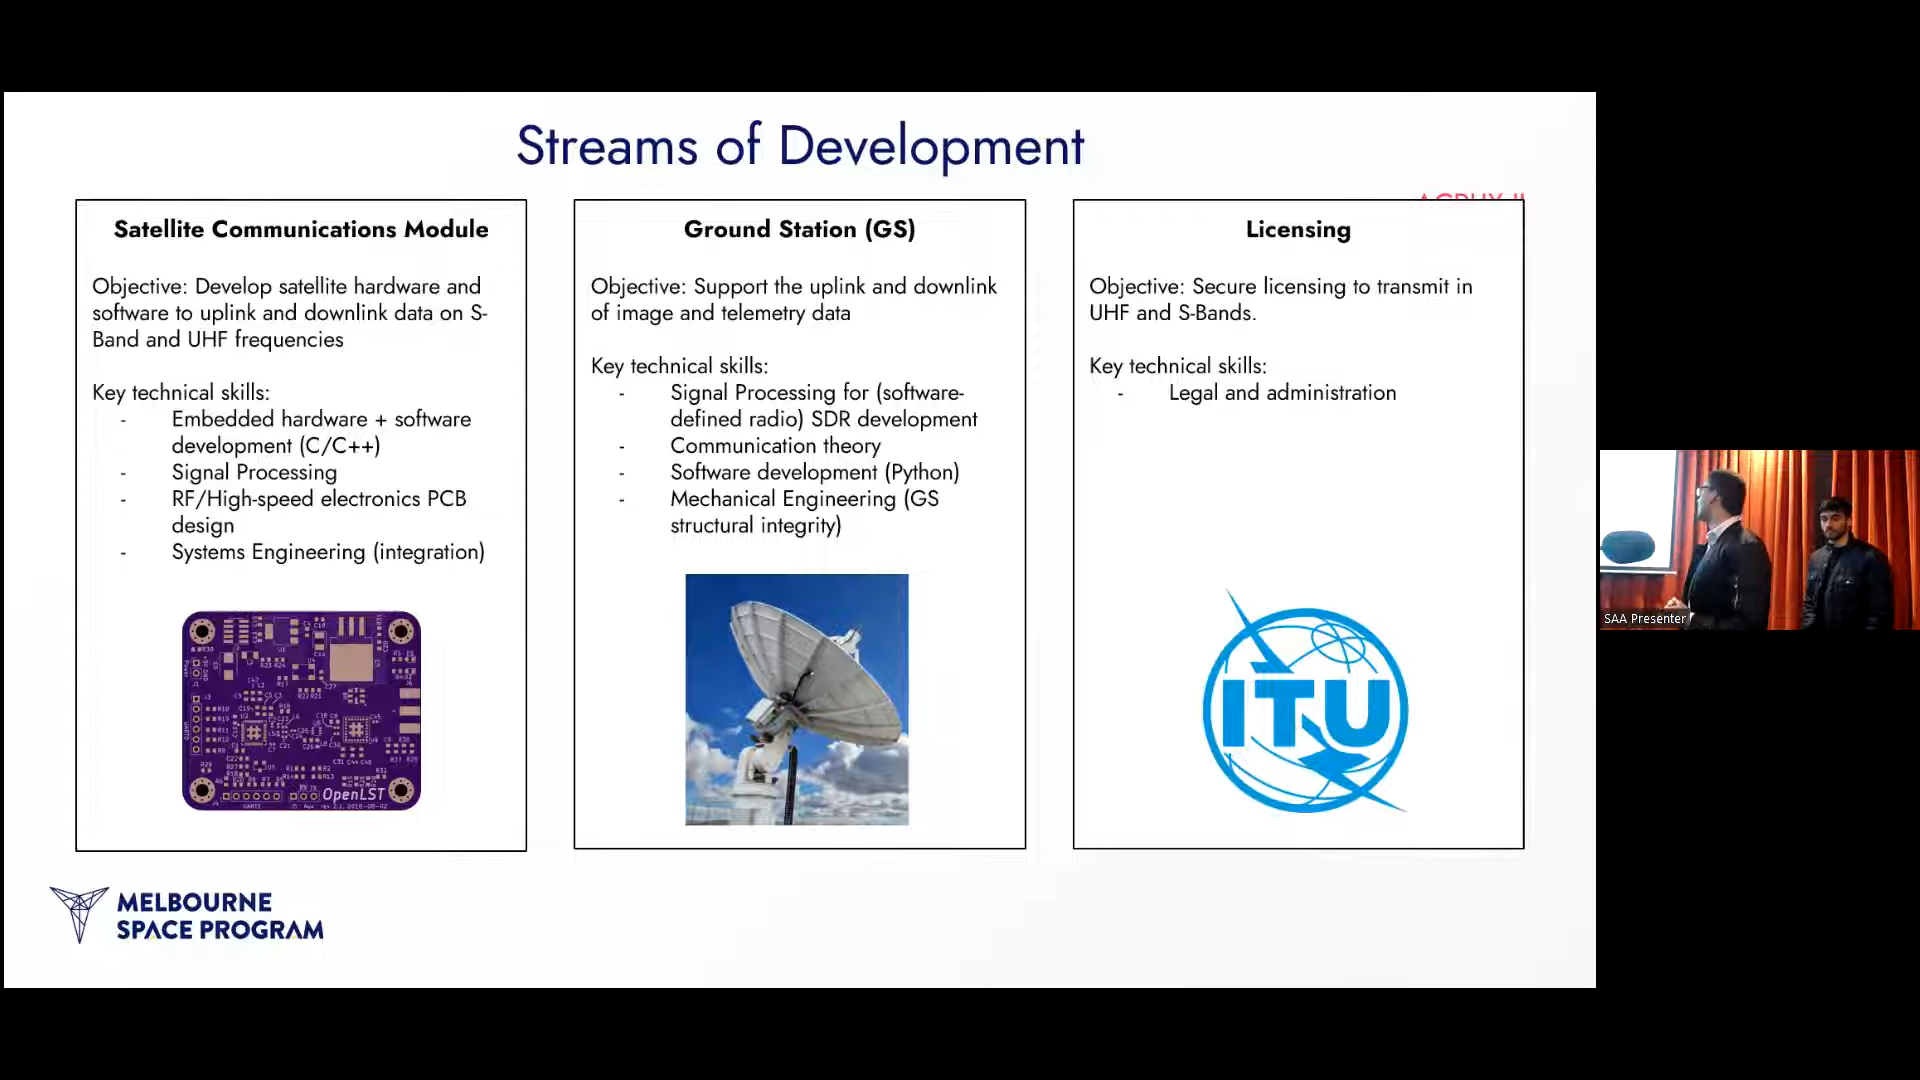 Streams of Development
Satellite Communications Module
Objective: Develop satellite hardware and
software to uplink and downlink data on S-
Band and UHF frequencies
Key technical skills:
- Embedded hardware + software
development (C/C++)
- Signal Processing
- RF/High-speed electronics PCB
design
- Systems Engineering (integration)
OpenLST
Ground Station (GS)
Objective: Support the uplink and downlink
of image and telemetry data
Key technical skills:
- Signal Processing for (software-
defined radio) SDR development
- Communication theory
- Software development (Python)
- Mechanical Engineering (GS
structural integrity)
Licensing
Objective: Secure licensing to transmit in
UHF and S-Bands.
Key technical skills:
- Legal and administration
ITU
MELBOURNE
SPACE PROGRAM
SAA Presenter